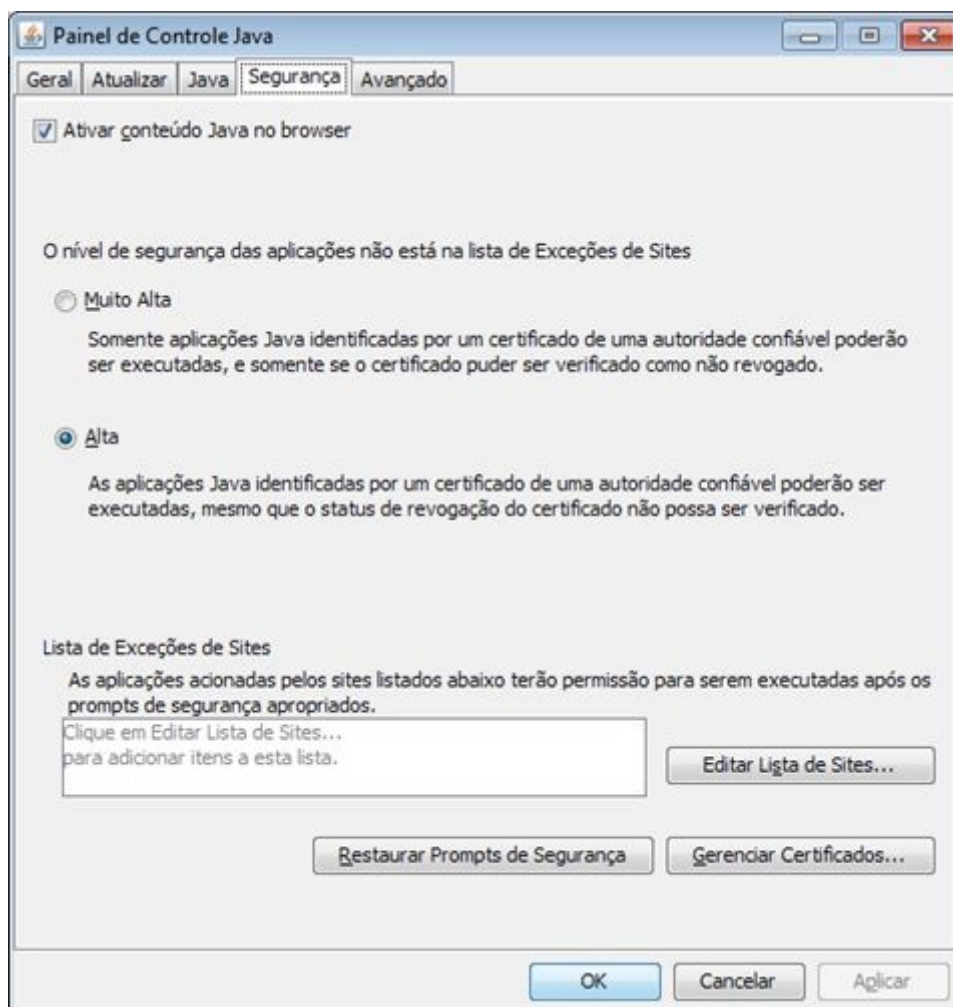 Painel de Controle Java
Geral Atualizar Java Segurança Avançado
Ativar conteúdo Java no browser
O nível de segurança das aplicações não está na lista de Exceções de Sites
Muito Alta
Somente aplicações Java identificadas por um certificado de uma autoridade confiável poderão
ser executadas, e somente se o certificado puder ser verificado como não revogado.
Alta
As aplicações Java identificadas por um certificado de uma autoridade confiável poderão ser
executadas, mesmo que o status de revogação do certificado não possa ser verificado.
Lista de Exceções de Sites
As aplicações acionadas pelos sites listados abaixo terão permissão para serem executadas após os
prompts de segurança apropriados.
Clique em Editar Lista de Sites...
para adicionar itens a esta lista.
Editar Lista de Sites...
Restaurar Prompts de Segurança Gerenciar Certificados...
OK Cancelar Aplicar